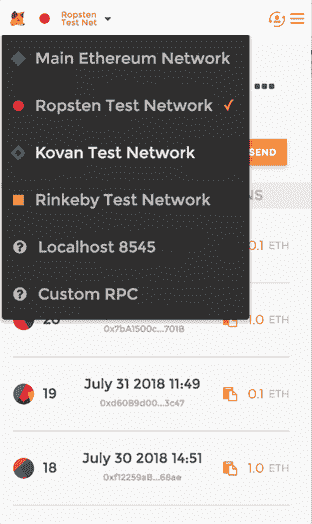 Ropsten
Test Net
Main Ethereum Network
Ropsten Test Network
Kovan Test Network
SEND
Rinkeby Test Network
NS
Localhost 8545
0.1 ETH
Custom RPC
20
0x7bA1500c...7018
1.0 ETH
19
July 31 2018 11:49
0xd6089d00...3c47
0.1 ETH
18
July 30 2018 14:51
0xf12259aB...68ae
1.0 ETH